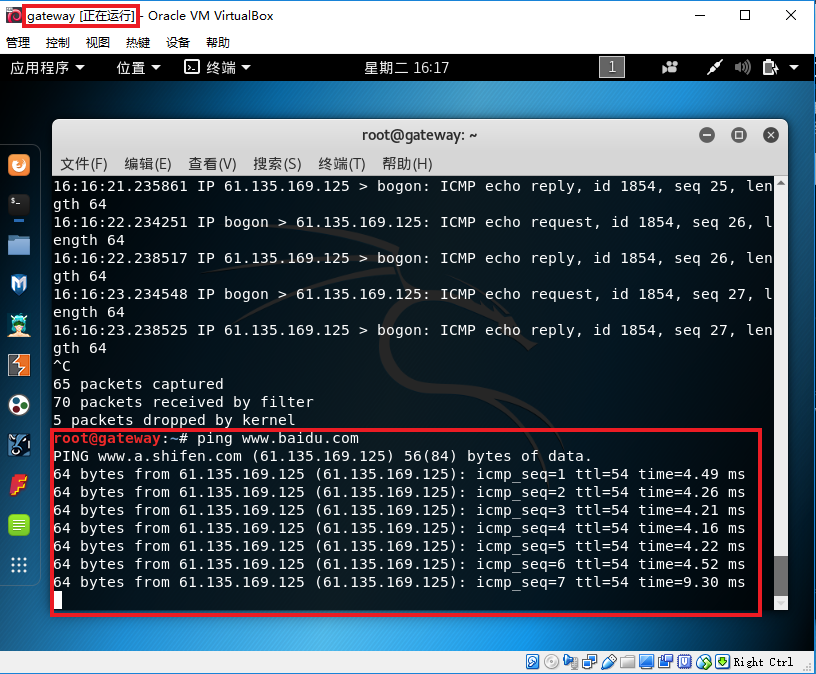 gateway [正在运行] - Oracle VM VirtualBox
管理 控制 视图 热键 设备 帮助
应用程序 位置 终端 星期二 16:17 1
root@gateway: ~
文件(F) 编辑(E) 查看(V) 搜索(S) 终端(T) 帮助(H)
16:16:21.235861 IP 61.135.169.125 > bogon: ICMP echo reply, id 1854, seq 25, len
gth 64
16:16:22.234251 IP bogon > 61.135.169.125: ICMP echo request, id 1854, seq 26, l
ength 64
16:16:22.238517 IP 61.135.169.125 > bogon: ICMP echo reply, id 1854, seq 26, len
gth 64
16:16:23.234548 IP bogon > 61.135.169.125: ICMP echo request, id 1854, seq 27, l
ength 64
16:16:23.238525 IP 61.135.169.125 > bogon: ICMP echo reply, id 1854, seq 27, len
gth 64
^C
65 packets captured
70 packets received by filter
5 packets dropped by kernel
root@gateway:~# ping www.baidu.com
PING www.a.shifen.com (61.135.169.125) 56(84) bytes of data.
64 bytes from 61.135.169.125 (61.135.169.125): icmp_seq=1 ttl=54 time=4.49 ms
64 bytes from 61.135.169.125 (61.135.169.125): icmp_seq=2 ttl=54 time=4.26 ms
64 bytes from 61.135.169.125 (61.135.169.125): icmp_seq=3 ttl=54 time=4.21 ms
64 bytes from 61.135.169.125 (61.135.169.125): icmp_seq=4 ttl=54 time=4.16 ms
64 bytes from 61.135.169.125 (61.135.169.125): icmp_seq=5 ttl=54 time=4.22 ms
64 bytes from 61.135.169.125 (61.135.169.125): icmp_seq=6 ttl=54 time=4.52 ms
64 bytes from 61.135.169.125 (61.135.169.125): icmp_seq=7 ttl=54 time=9.30 ms
Right Ctrl